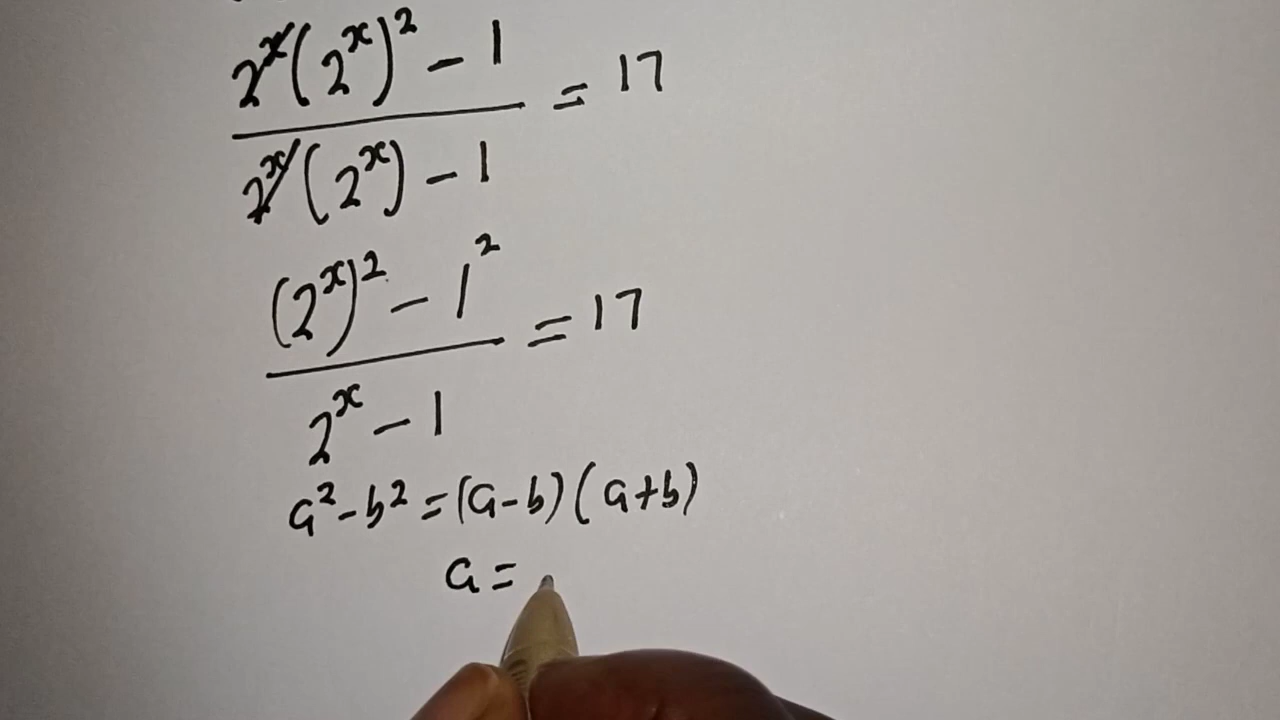 2^x(2^x)^2 - 1 / 2^x(2^x) - 1 = 17
(2^x)^2 - 1^2 / 2^x - 1 = 17
a^2 - b^2 = (a - b)(a + b)
a =